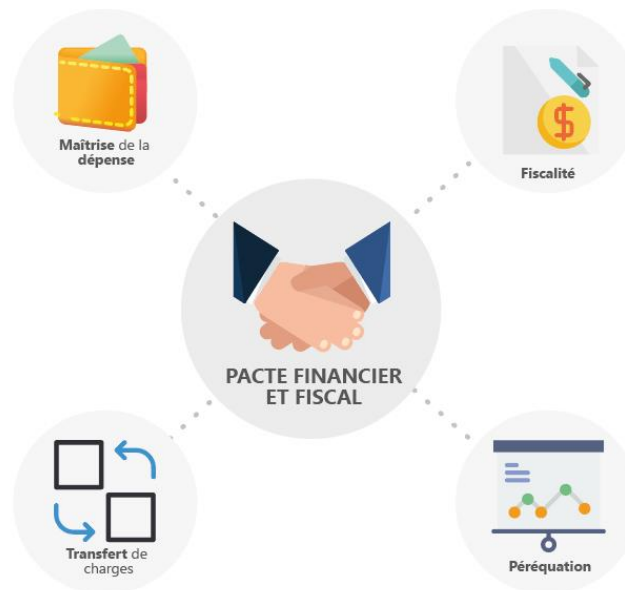 Maîtrise de la
dépense
Fiscalité
PACTE FINANCIER
ET FISCAL
Transfert de
charges
Péréquation